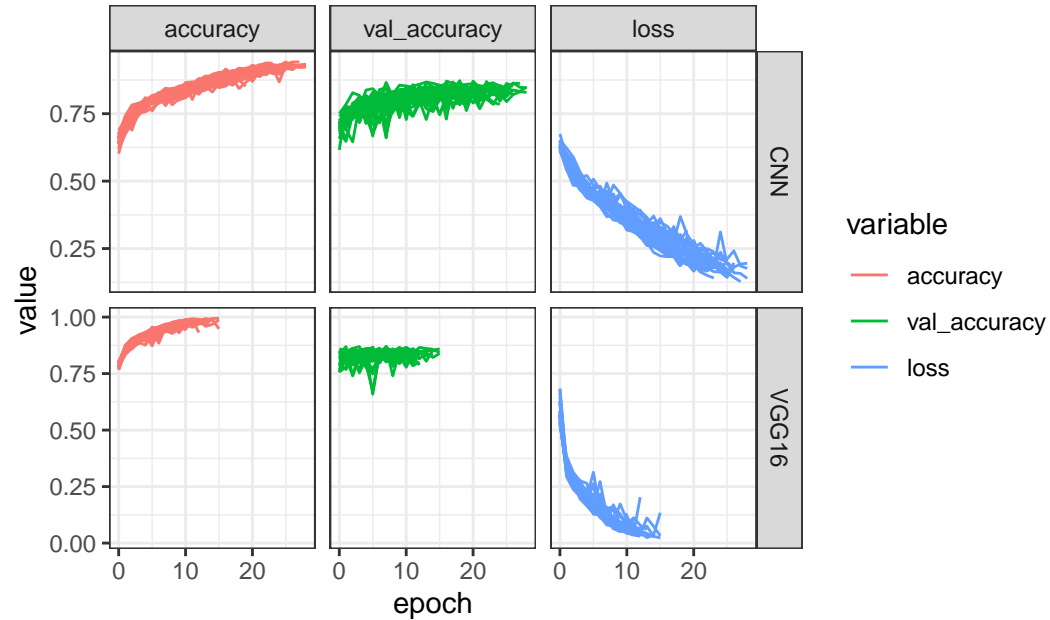 accuracy val_accuracy loss
0.75
0.50
0.25
CNN
value
1.00
0.75
0.50
0.25
0.00
VGG16
0 10 20 0 10 20 0 10 20
epoch
variable
accuracy
val_accuracy
loss